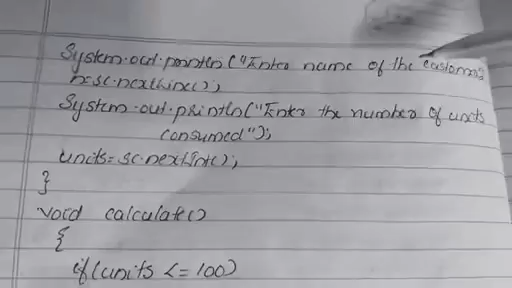 System.out.println("Enter name of the customer
n=sc.nextLine();
System.out.println("Enter the number of units
consumed");
units=sc.nextInt();
}
void calculate()
{
if(units <=100)